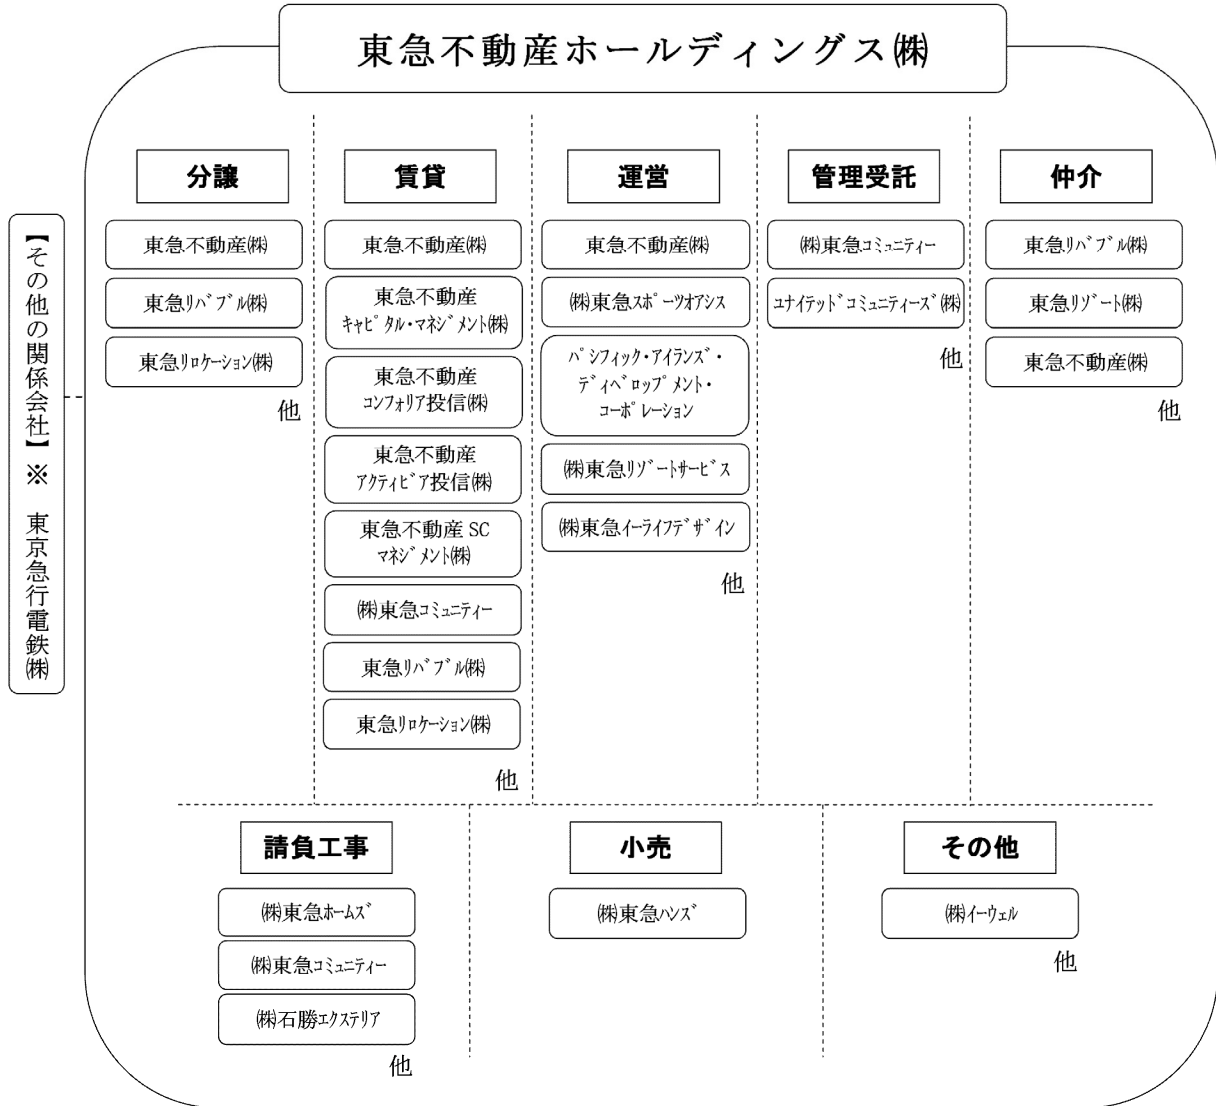 東急不動産ホールディングス㈱
【その他の関係会社】※ 東京急行電鉄㈱
分譲
東急不動産㈱
東急ﾘﾊﾞﾌﾞﾙ㈱
東急ﾘﾛｹｰｼｮﾝ㈱
他
賃貸
東急不動産㈱
東急不動産
ｷｬﾋﾟﾀﾙ・ﾏﾈｼﾞﾒﾝﾄ㈱
東急不動産
ｺﾝﾌｫﾘｱ投信㈱
東急不動産
ｱｸﾃｨﾋﾞｱ投信㈱
東急不動産 SC
ﾏﾈｼﾞﾒﾝﾄ㈱
㈱東急ｺﾐｭﾆﾃｨｰ
東急ﾘﾊﾞﾌﾞﾙ㈱
東急ﾘﾛｹｰｼｮﾝ㈱
他
運営
東急不動産㈱
㈱東急ｽﾎﾟｰﾂｵｱｼｽ
ﾊﾟｼﾌｨｯｸ・ｱｲﾗﾝｽﾞ・
ﾃﾞｨﾍﾞﾛｯﾌﾟﾒﾝﾄ・
ｺｰﾎﾟﾚｰｼｮﾝ
㈱東急ﾘｿﾞｰﾄｻｰﾋﾞｽ
㈱東急ｲｰﾗｲﾌﾃﾞｻﾞｲﾝ
他
管理受託
㈱東急ｺﾐｭﾆﾃｨｰ
ﾕﾅｲﾃｯﾄﾞｺﾐｭﾆﾃｨｰｽﾞ㈱
他
仲介
東急ﾘﾊﾞﾌﾞﾙ㈱
東急ﾘｿﾞｰﾄ㈱
東急不動産㈱
他
請負工事
㈱東急ﾎｰﾑｽﾞ
㈱東急ｺﾐｭﾆﾃｨｰ
㈱石勝ｴｸｽﾃﾘｱ
他
小売
㈱東急ﾊﾝｽﾞ
その他
㈱ｲｰｳｪﾙ
他